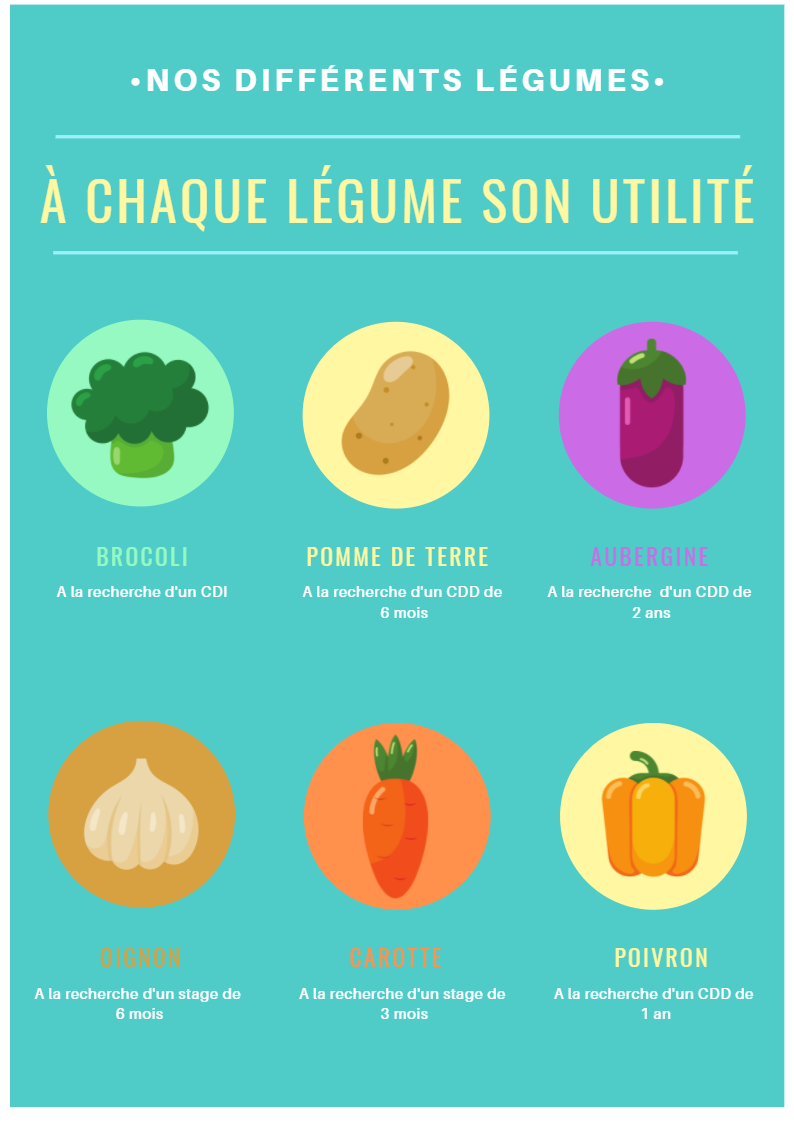 •NOS DIFFÉRENTS LÉGUMES•
À CHAQUE LÉGUME SON UTILITÉ
BROCOLI
A la recherche d'un CDI
POMME DE TERRE
A la recherche d'un CDD de
6 mois
AUBERGINE
A la recherche  d'un CDD de
2 ans
OIGNON
A la recherche d'un stage de
6 mois
CAROTTE
A la recherche d'un stage de
3 mois
POIVRON
A la recherche d'un CDD de
1 an